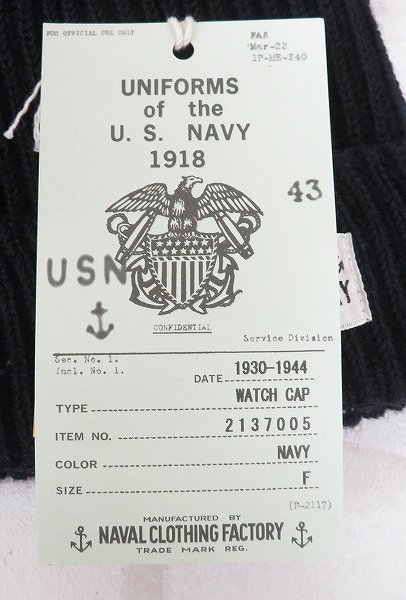 FOR OFFICIAL USE ONLY
FAS
Mar-22
IP-ME-240
UNIFORMS
of the
U. S. NAVY
1918
43
USN
CONFIDENTIAL
Service Division
Sec. No. 1.
Incl. No. 1.
DATE 1930-1944
TYPE WATCH CAP
ITEM NO. 2137005
COLOR NAVY
SIZE F
(P-2117)
MANUFACTURED BY
NAVAL CLOTHING FACTORY
TRADE MARK REG.